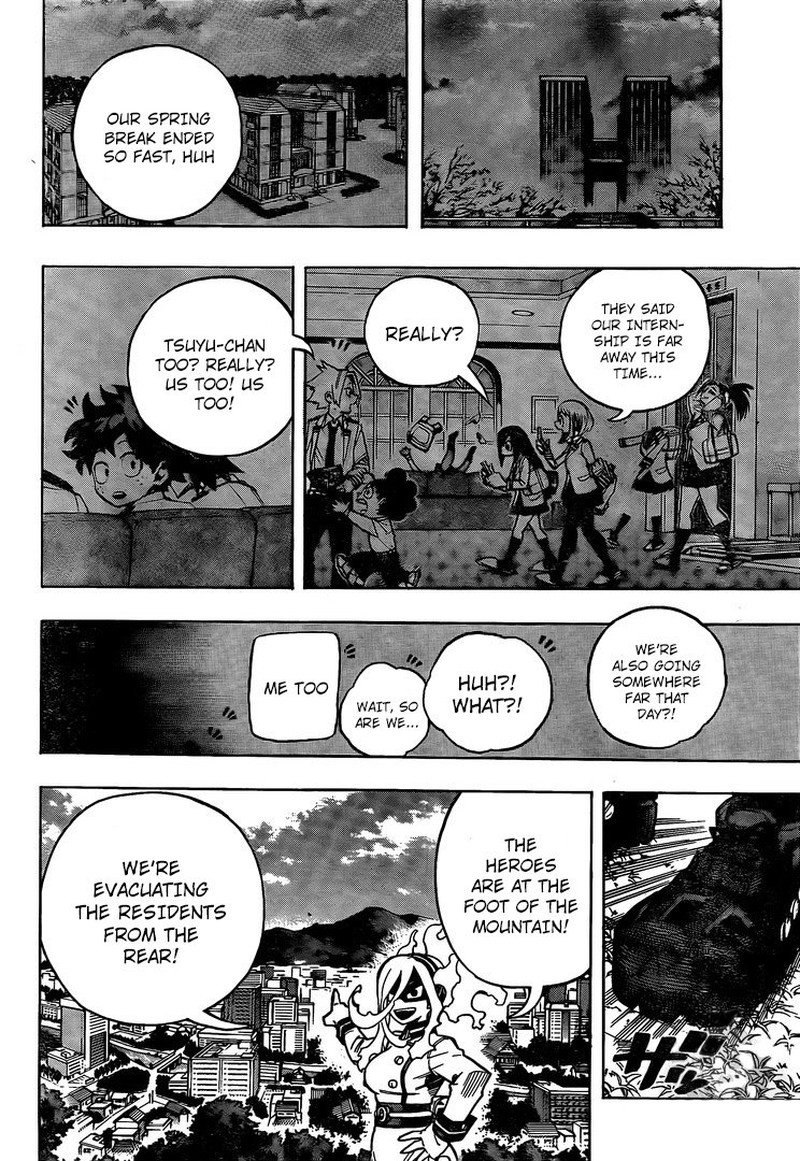 OUR SPRING
BREAK ENDED
SO FAST, HUH
THEY SAID
OUR INTERN-
SHIP IS FAR
AWAY THIS
TIME...
REALLY?
TSUYU-CHAN
TOO? REALLY?
US TOO! US
TOO!
WE'RE
ALSO GOING
SOMEWHERE
FAR THAT
DAY?!
HUH?!
WHAT?!
WAIT, SO
ARE WE...
ME TOO
ザッ
THE
HEROES
ARE AT THE
FOOT OF THE
MOUNTAIN!
WE'RE
EVACUATING
THE RESIDENTS
FROM THE
REAR!